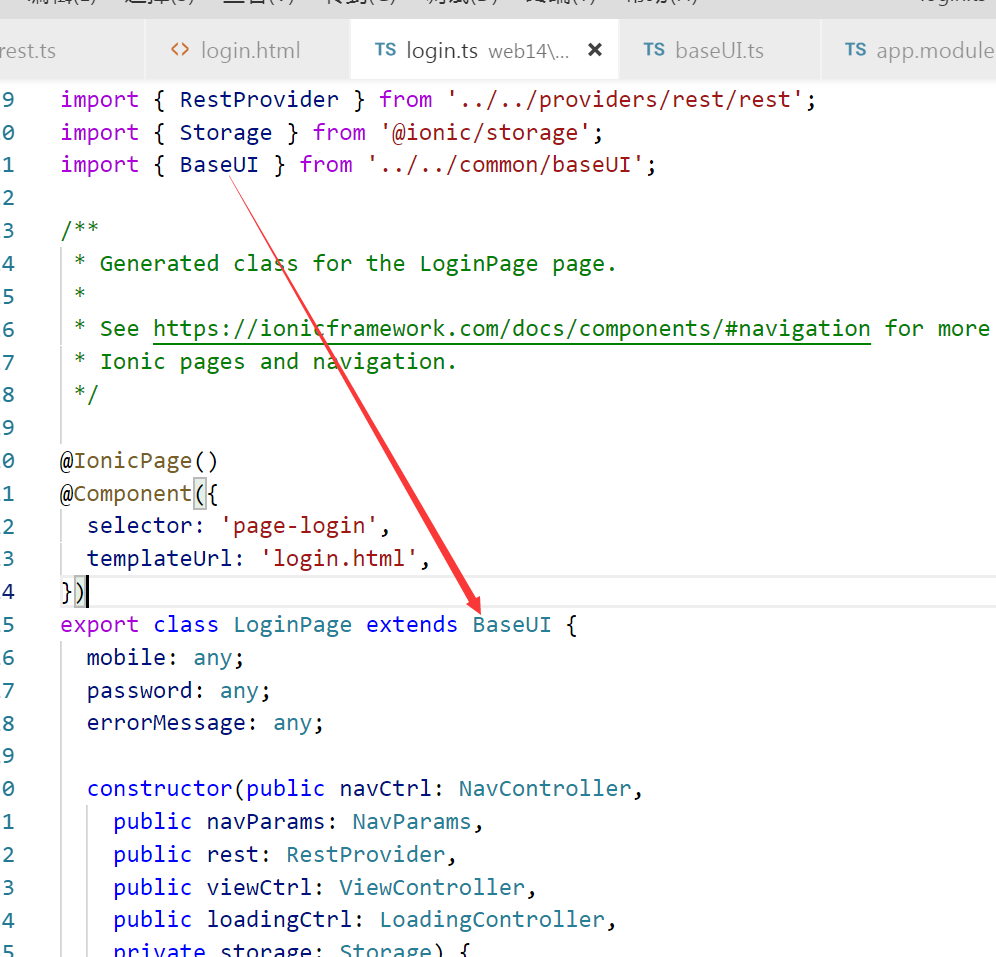 rest.ts <> login.html TS login.ts web14\... × TS baseUI.ts TS app.module
9 import { RestProvider } from '../../providers/rest/rest';
0 import { Storage } from '@ionic/storage';
1 import { BaseUI } from '../../common/baseUI';
2
3 /**
4 * Generated class for the LoginPage page.
5 *
6 * See https://ionicframework.com/docs/components/#navigation for more
7 * Ionic pages and navigation.
8 */
9
0 @IonicPage()
1 @Component({
2 selector: 'page-login',
3 templateUrl: 'login.html',
4 })
5 export class LoginPage extends BaseUI {
6 mobile: any;
7 password: any;
8 errorMessage: any;
9
0 constructor(public navCtrl: NavController,
1 public navParams: NavParams,
2 public rest: RestProvider,
3 public viewCtrl: ViewController,
4 public loadingCtrl: LoadingController,
5 private storage: Storage) {